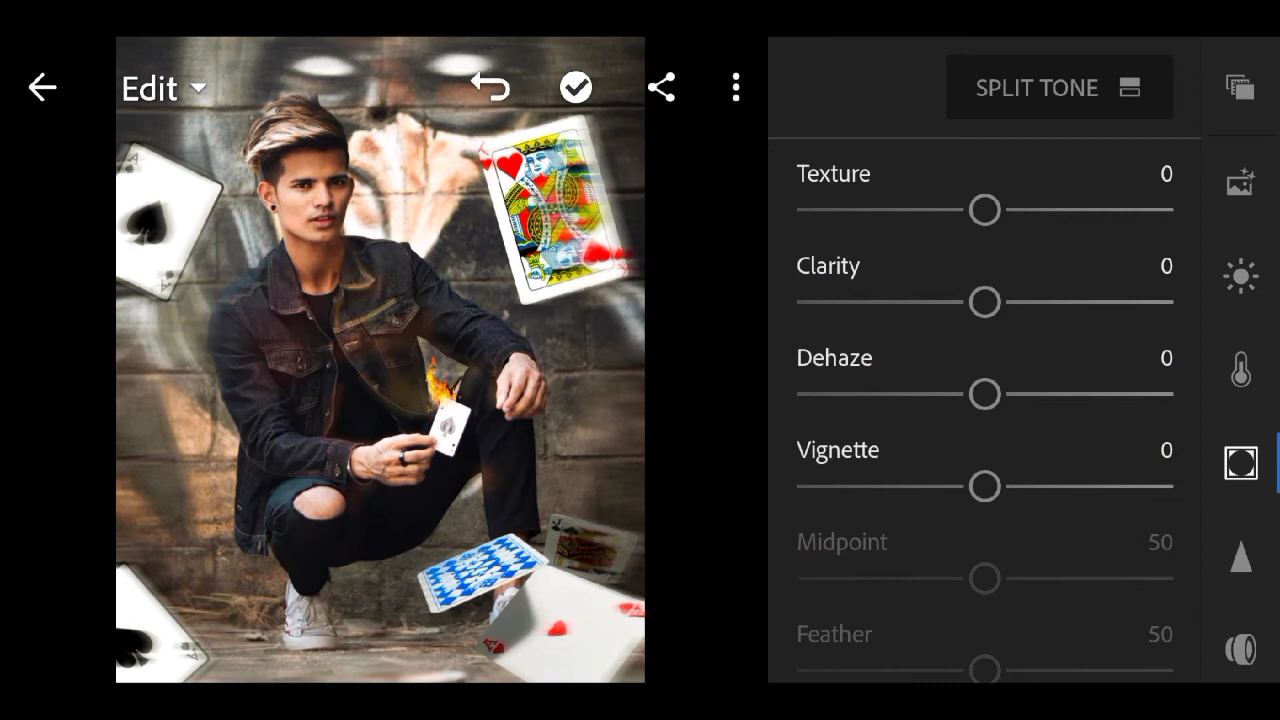 Edit
SPLIT TONE
Texture 0
Clarity 0
Dehaze 0
Vignette 0
Midpoint 50
Feather 50
A
A
K
J
A